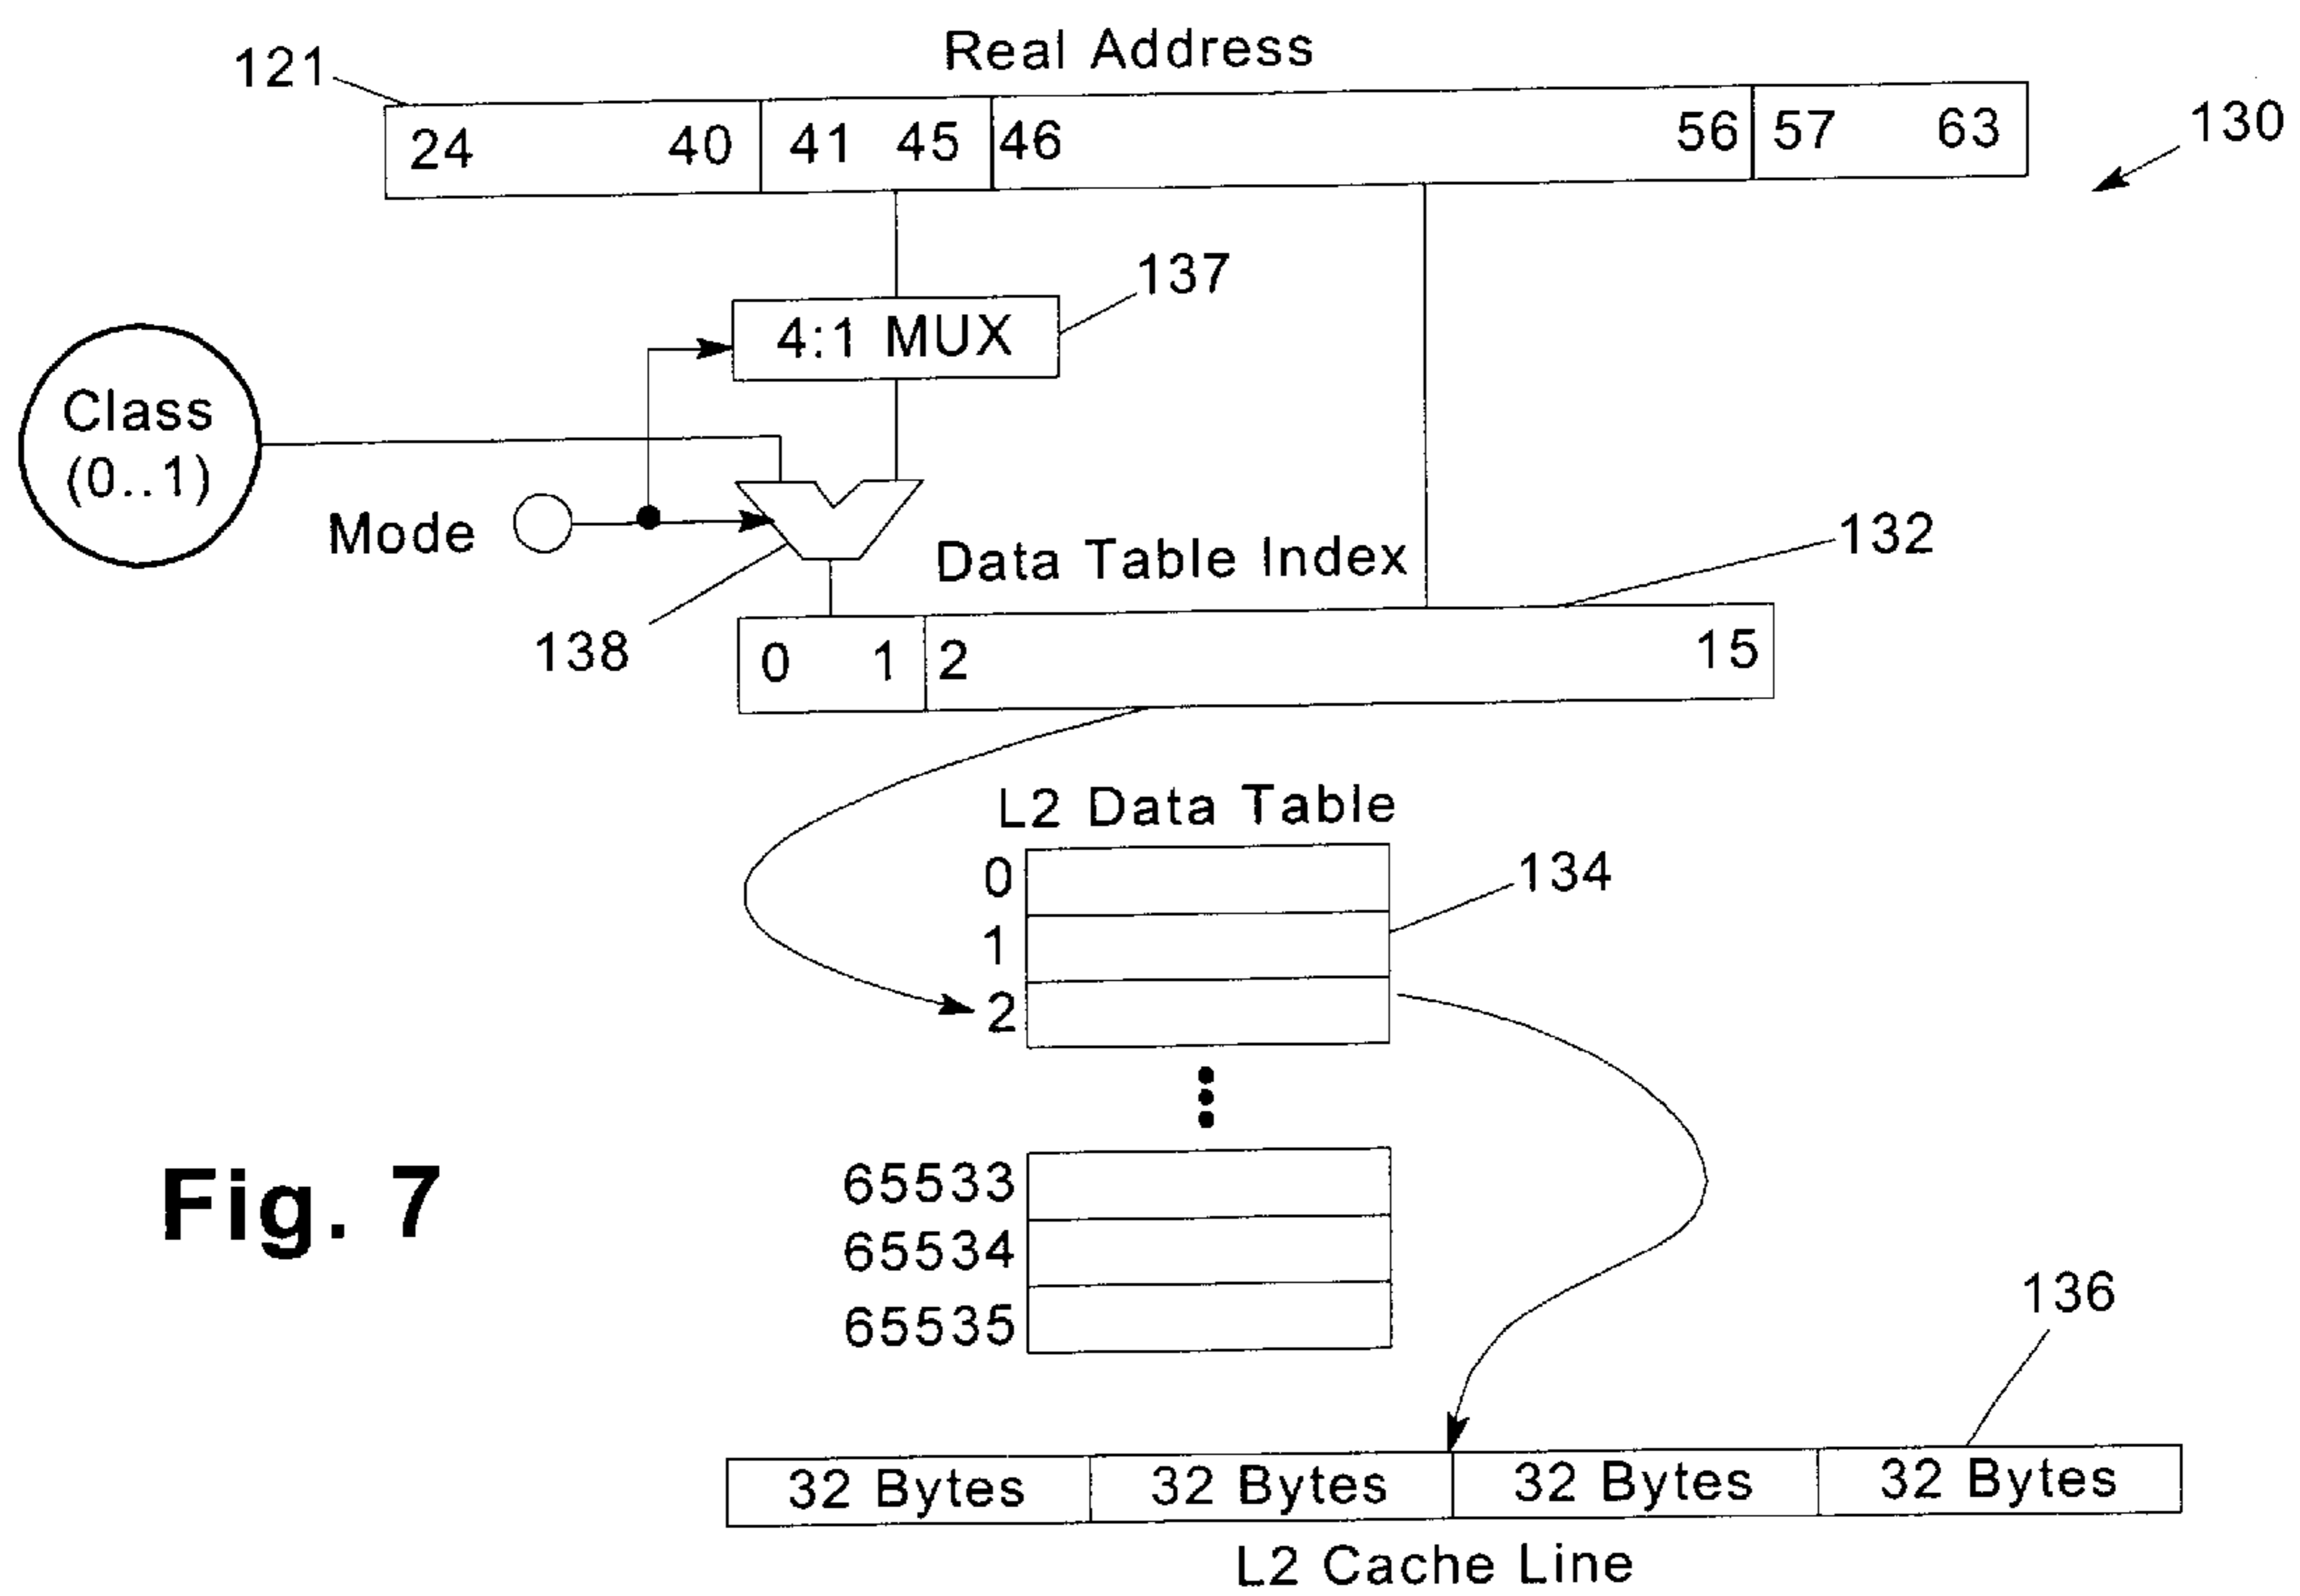 Real Address
121
24 40 41 45 46 56 57 63
130
137
4:1 MUX
Class
(0..1)
Mode
132
Data Table Index
138
0 1 2 15
L2 Data Table
0
134
1
2
65533
65534
65535
Fig. 7
136
32 Bytes 32 Bytes 32 Bytes 32 Bytes
L2 Cache Line